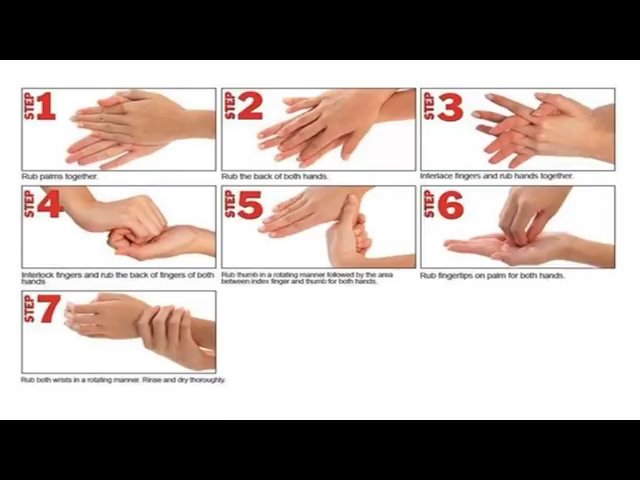 STEP 1
Rub palms together.
STEP 2
Rub the back of both hands.
STEP 3
Interlace fingers and rub hands together.
STEP 4
Interlock fingers and rub the back of fingers of both
hands
STEP 5
Rub thumb in a rotating manner followed by the area
between index finger and thumb for both hands.
STEP 6
Rub fingertips on palm for both hands.
STEP 7
Rub both wrists in a rotating manner. Rinse and dry thoroughly.